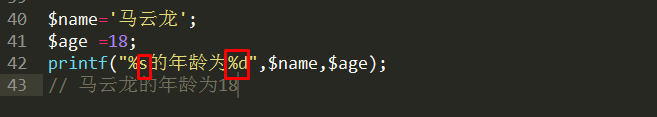 40 $name='马云龙';
41 $age =18;
42 printf("%s的年龄为%d",$name,$age);
43 // 马云龙的年龄为18